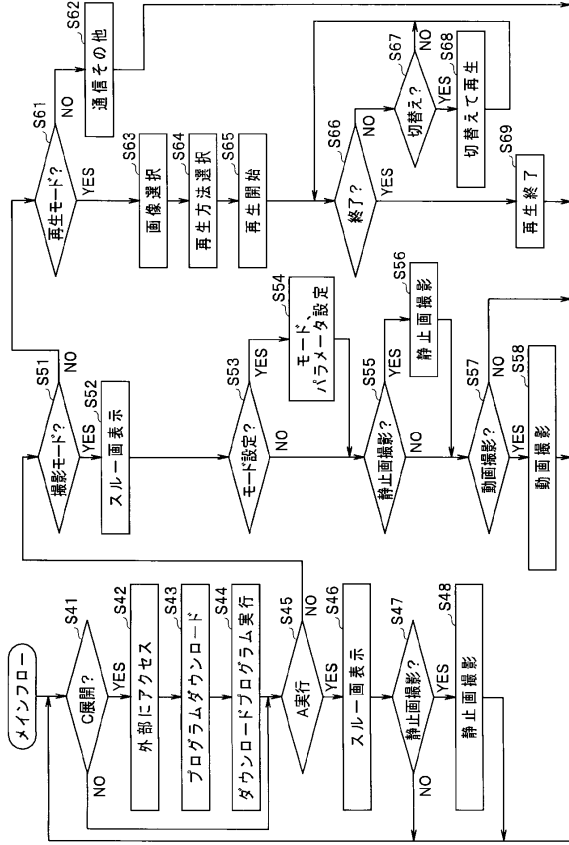 メインフロー
S41
C展開?
YES
NO
S42
外部にアクセス
S43
プログラムダウンロード
S44
ダウンロードプログラム実行
S45
A実行
NO
YES
S46
スルー画表示
S47
静止画撮影?
NO
YES
S48
静止画撮影
S51
撮影モード?
NO
YES
S52
スルー画表示
S53
モード設定?
YES
NO
S54
モード、
パラメータ設定
S55
静止画撮影?
YES
NO
S56
静止画撮影
S57
動画撮影?
NO
YES
S58
動画撮影
S61
再生モード?
NO
YES
S62
通信その他
S63
画像選択
S64
再生方法選択
S65
再生開始
S66
終了?
NO
YES
S67
切替え?
NO
YES
S68
切替えて再生
S69
再生終了